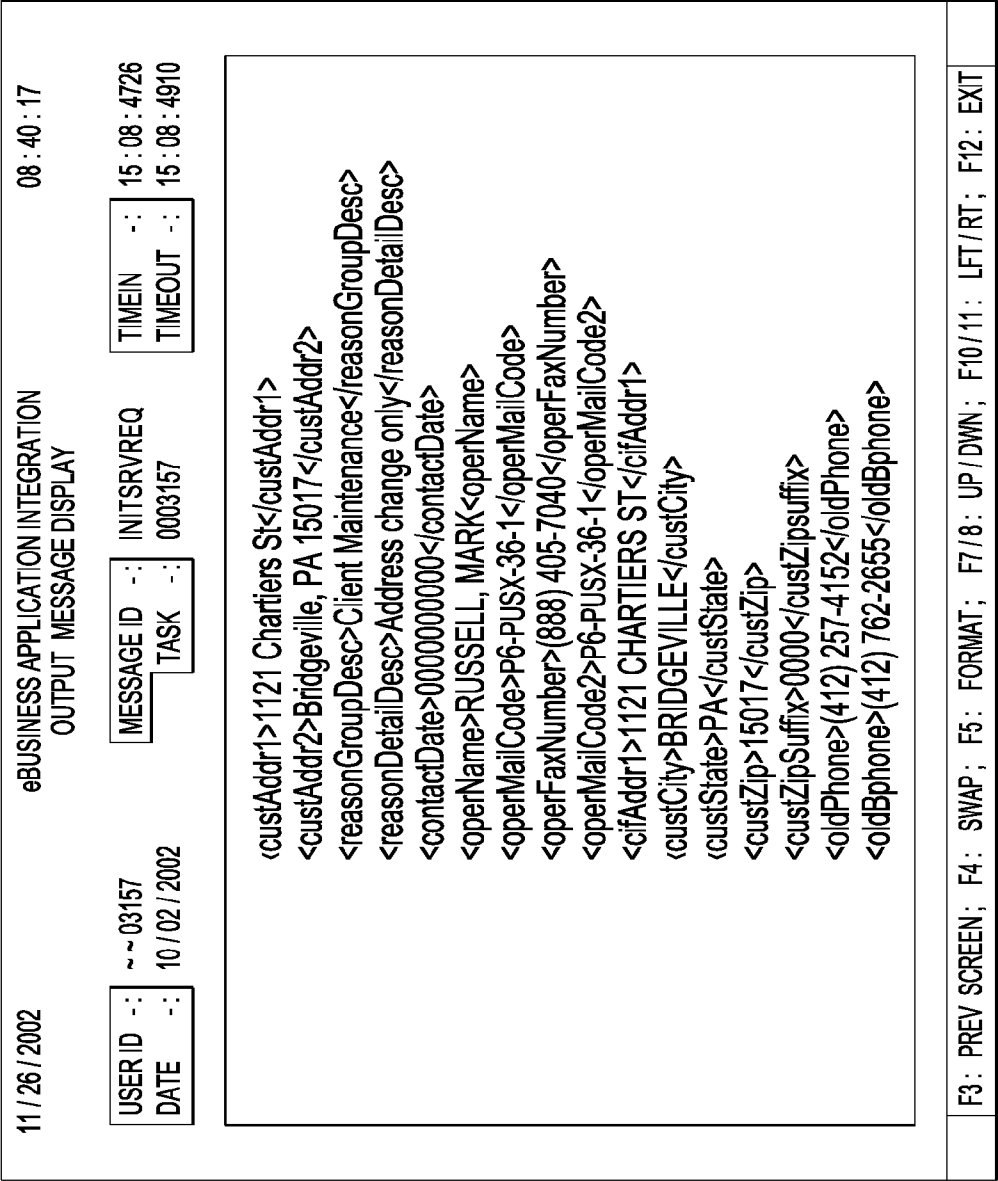 11 / 26 / 2002 eBUSINESS APPLICATION INTEGRATION 08 : 40 : 17
OUTPUT MESSAGE DISPLAY
USER ID -: ~ ~ 03157 MESSAGE ID -: INITSRVREQ TIMEIN -: 15 : 08 : 4726
DATE -: 10 / 02 / 2002 TASK -: 0003157 TIMEOUT -: 15 : 08 : 4910
<custAddr1>1121 Chartiers St</custAddr1>
<custAddr2>Bridgeville, PA 15017</custAddr2>
<reasonGroupDesc>Client Maintenance</reasonGroupDesc>
<reasonDetailDesc>Address change only</reasonDetailDesc>
<contactDate>0000000000</contactDate>
<operName>RUSSELL, MARK<operName>
<operMailCode>P6-PUSX-36-1</operMailCode>
<operFaxNumber>(888) 405-7040</operFaxNumber>
<operMailCode2>P6-PUSX-36-1</operMailCode2>
<cifAddr1>1121 CHARTIERS ST</cifAddr1>
<custCity>BRIDGEVILLE</custCity>
<custState>PA</custState>
<custZip>15017</custZip>
<custZipSuffix>0000</custZipsuffix>
<oldPhone>(412) 257-4152</oldPhone>
<oldBphone>(412) 762-2655</oldBphone>
F3 : PREV SCREEN ; F4 : SWAP ; F5 : FORMAT ; F7 / 8 : UP / DWN ; F10 / 11 : LFT / RT ; F12 : EXIT